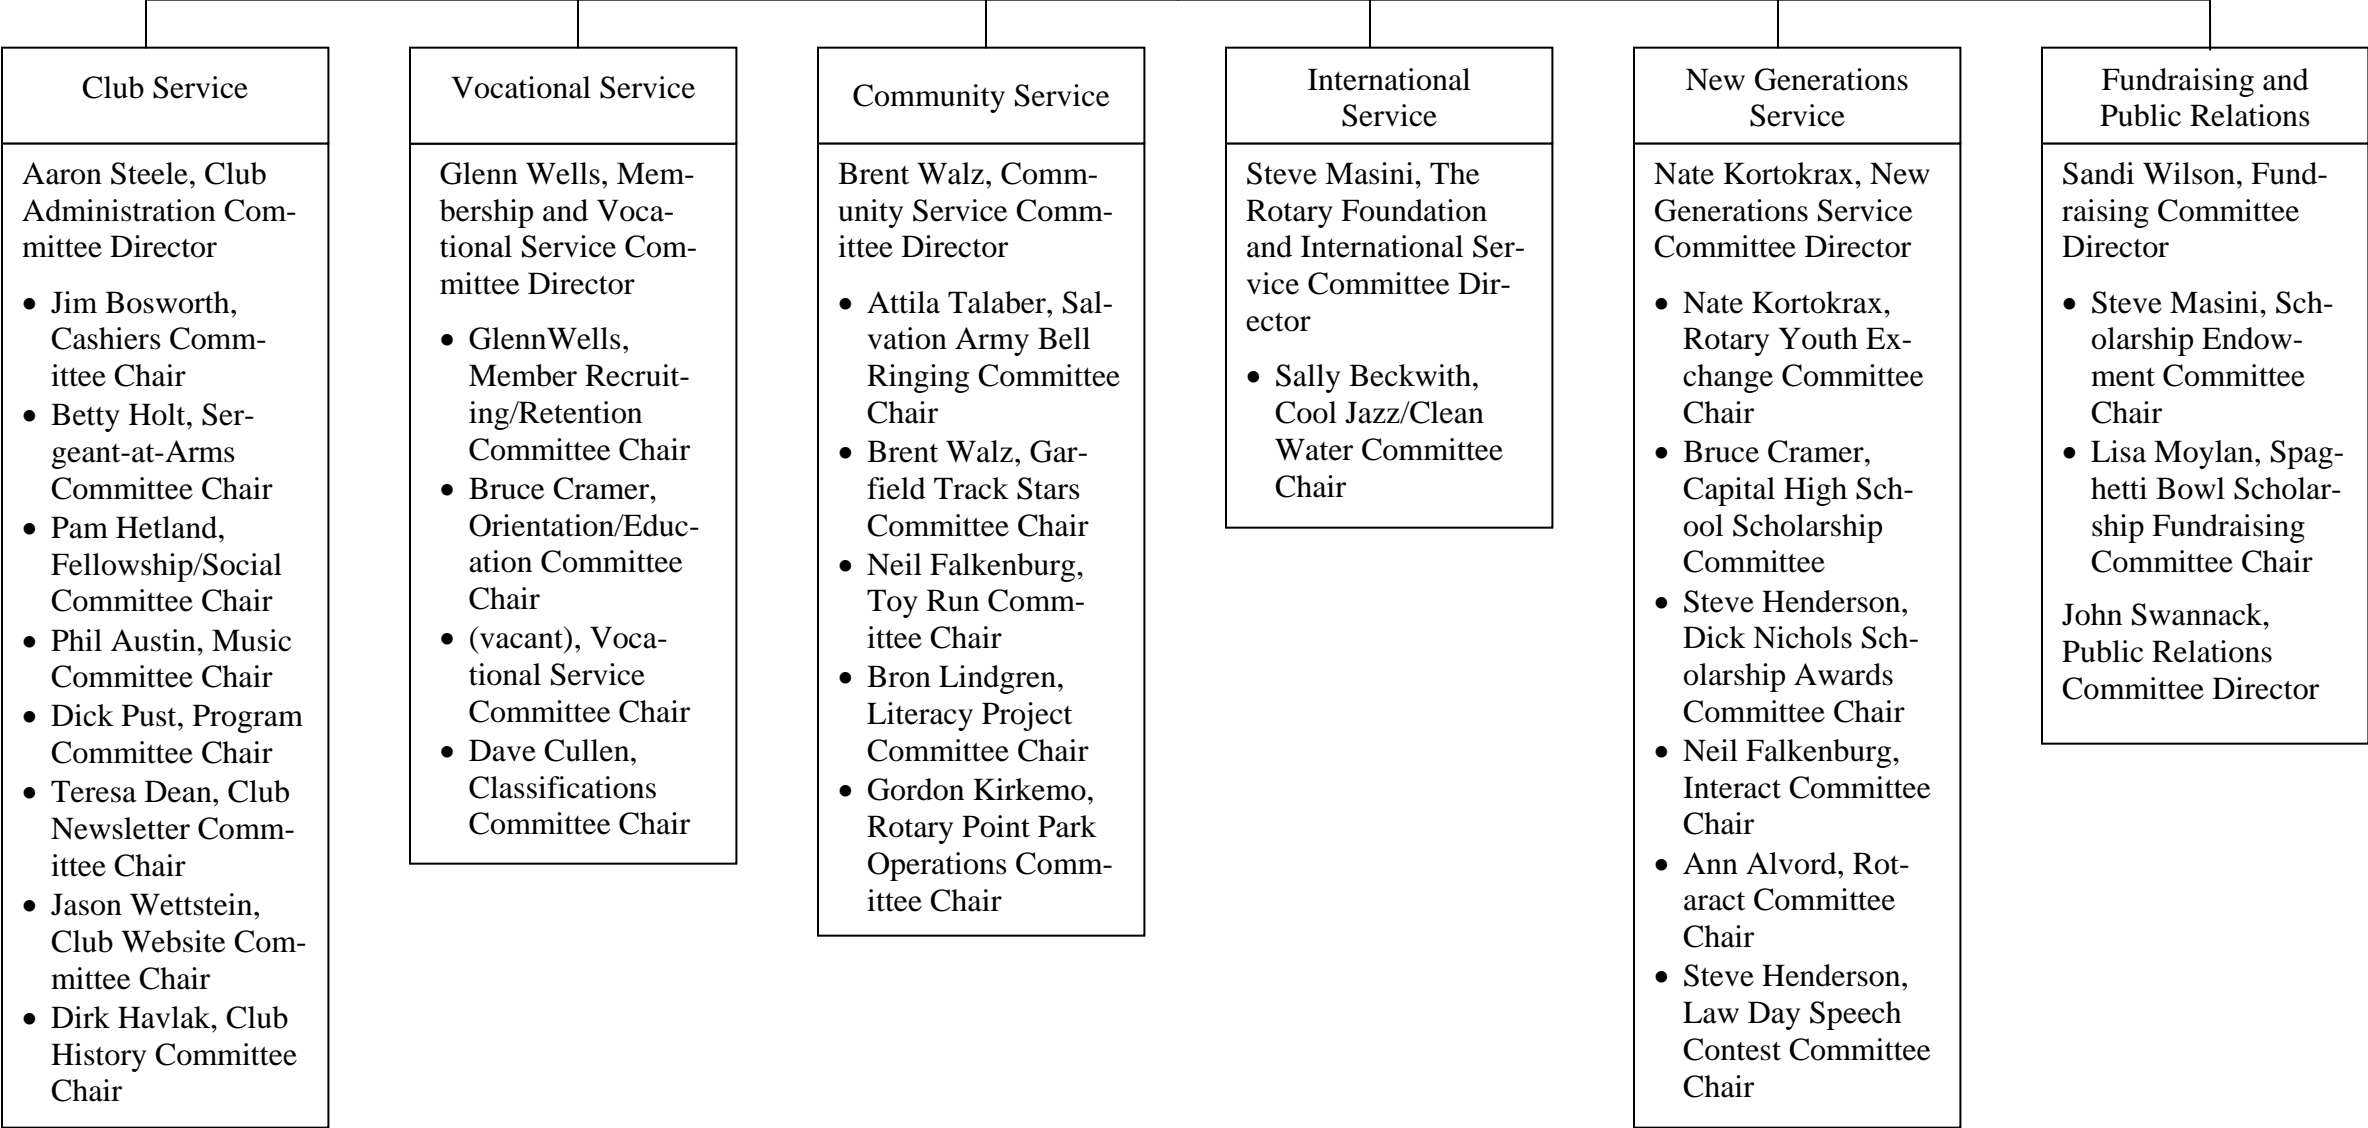 Club Service
Aaron Steele, Club
Administration Com-
mittee Director
• Jim Bosworth,
Cashiers Comm-
ittee Chair
• Betty Holt, Ser-
geant-at-Arms
Committee Chair
• Pam Hetland,
Fellowship/Social
Committee Chair
• Phil Austin, Music
Committee Chair
• Dick Pust, Program
Committee Chair
• Teresa Dean, Club
Newsletter Comm-
ittee Chair
• Jason Wettstein,
Club Website Com-
mittee Chair
• Dirk Havlak, Club
History Committee
Chair
Vocational Service
Glenn Wells, Mem-
bership and Voca-
tional Service Com-
mittee Director
• GlennWells,
Member Recruit-
ing/Retention
Committee Chair
• Bruce Cramer,
Orientation/Educ-
ation Committee
Chair
• (vacant), Voca-
tional Service
Committee Chair
• Dave Cullen,
Classifications
Committee Chair
Community Service
Brent Walz, Comm-
unity Service Comm-
ittee Director
• Attila Talaber, Sal-
vation Army Bell
Ringing Committee
Chair
• Brent Walz, Gar-
field Track Stars
Committee Chair
• Neil Falkenburg,
Toy Run Comm-
ittee Chair
• Bron Lindgren,
Literacy Project
Committee Chair
• Gordon Kirkemo,
Rotary Point Park
Operations Comm-
ittee Chair
International
Service
Steve Masini, The
Rotary Foundation
and International Ser-
vice Committee Dir-
ector
• Sally Beckwith,
Cool Jazz/Clean
Water Committee
Chair
New Generations
Service
Nate Kortokrax, New
Generations Service
Committee Director
• Nate Kortokrax,
Rotary Youth Ex-
change Committee
Chair
• Bruce Cramer,
Capital High Sch-
ool Scholarship
Committee
• Steve Henderson,
Dick Nichols Sch-
olarship Awards
Committee Chair
• Neil Falkenburg,
Interact Committee
Chair
• Ann Alvord, Rot-
aract Committee
Chair
• Steve Henderson,
Law Day Speech
Contest Committee
Chair
Fundraising and
Public Relations
Sandi Wilson, Fund-
raising Committee
Director
• Steve Masini, Sch-
olarship Endow-
ment Committee
Chair
• Lisa Moylan, Spag-
hetti Bowl Scholar-
ship Fundraising
Committee Chair
John Swannack,
Public Relations
Committee Director